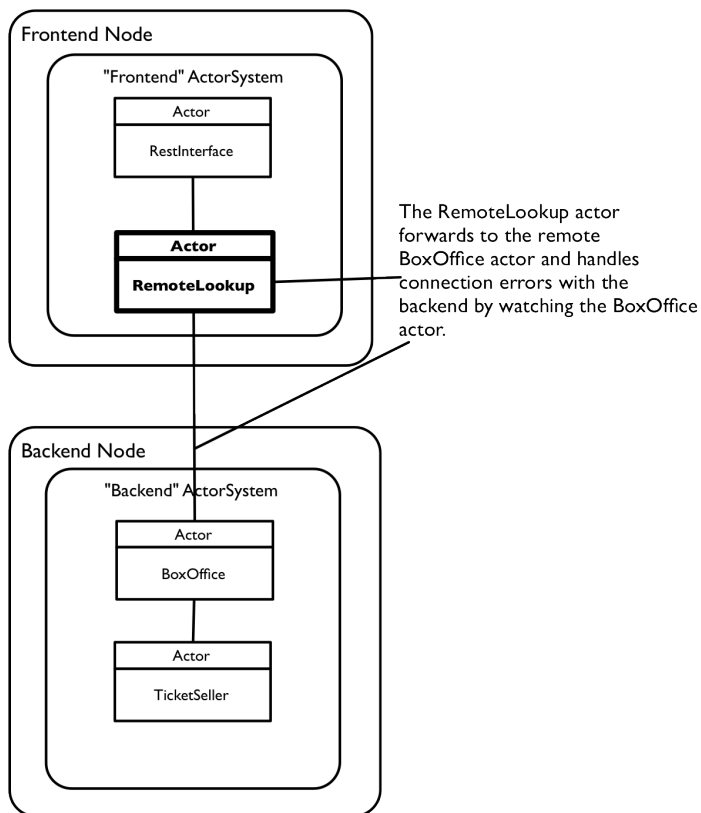 Frontend Node
"Frontend" ActorSystem
Actor
RestInterface
Actor
RemoteLookup
The RemoteLookup actor
forwards to the remote
BoxOffice actor and handles
connection errors with the
backend by watching the BoxOffice
actor.
Backend Node
"Backend" ActorSystem
Actor
BoxOffice
Actor
TicketSeller